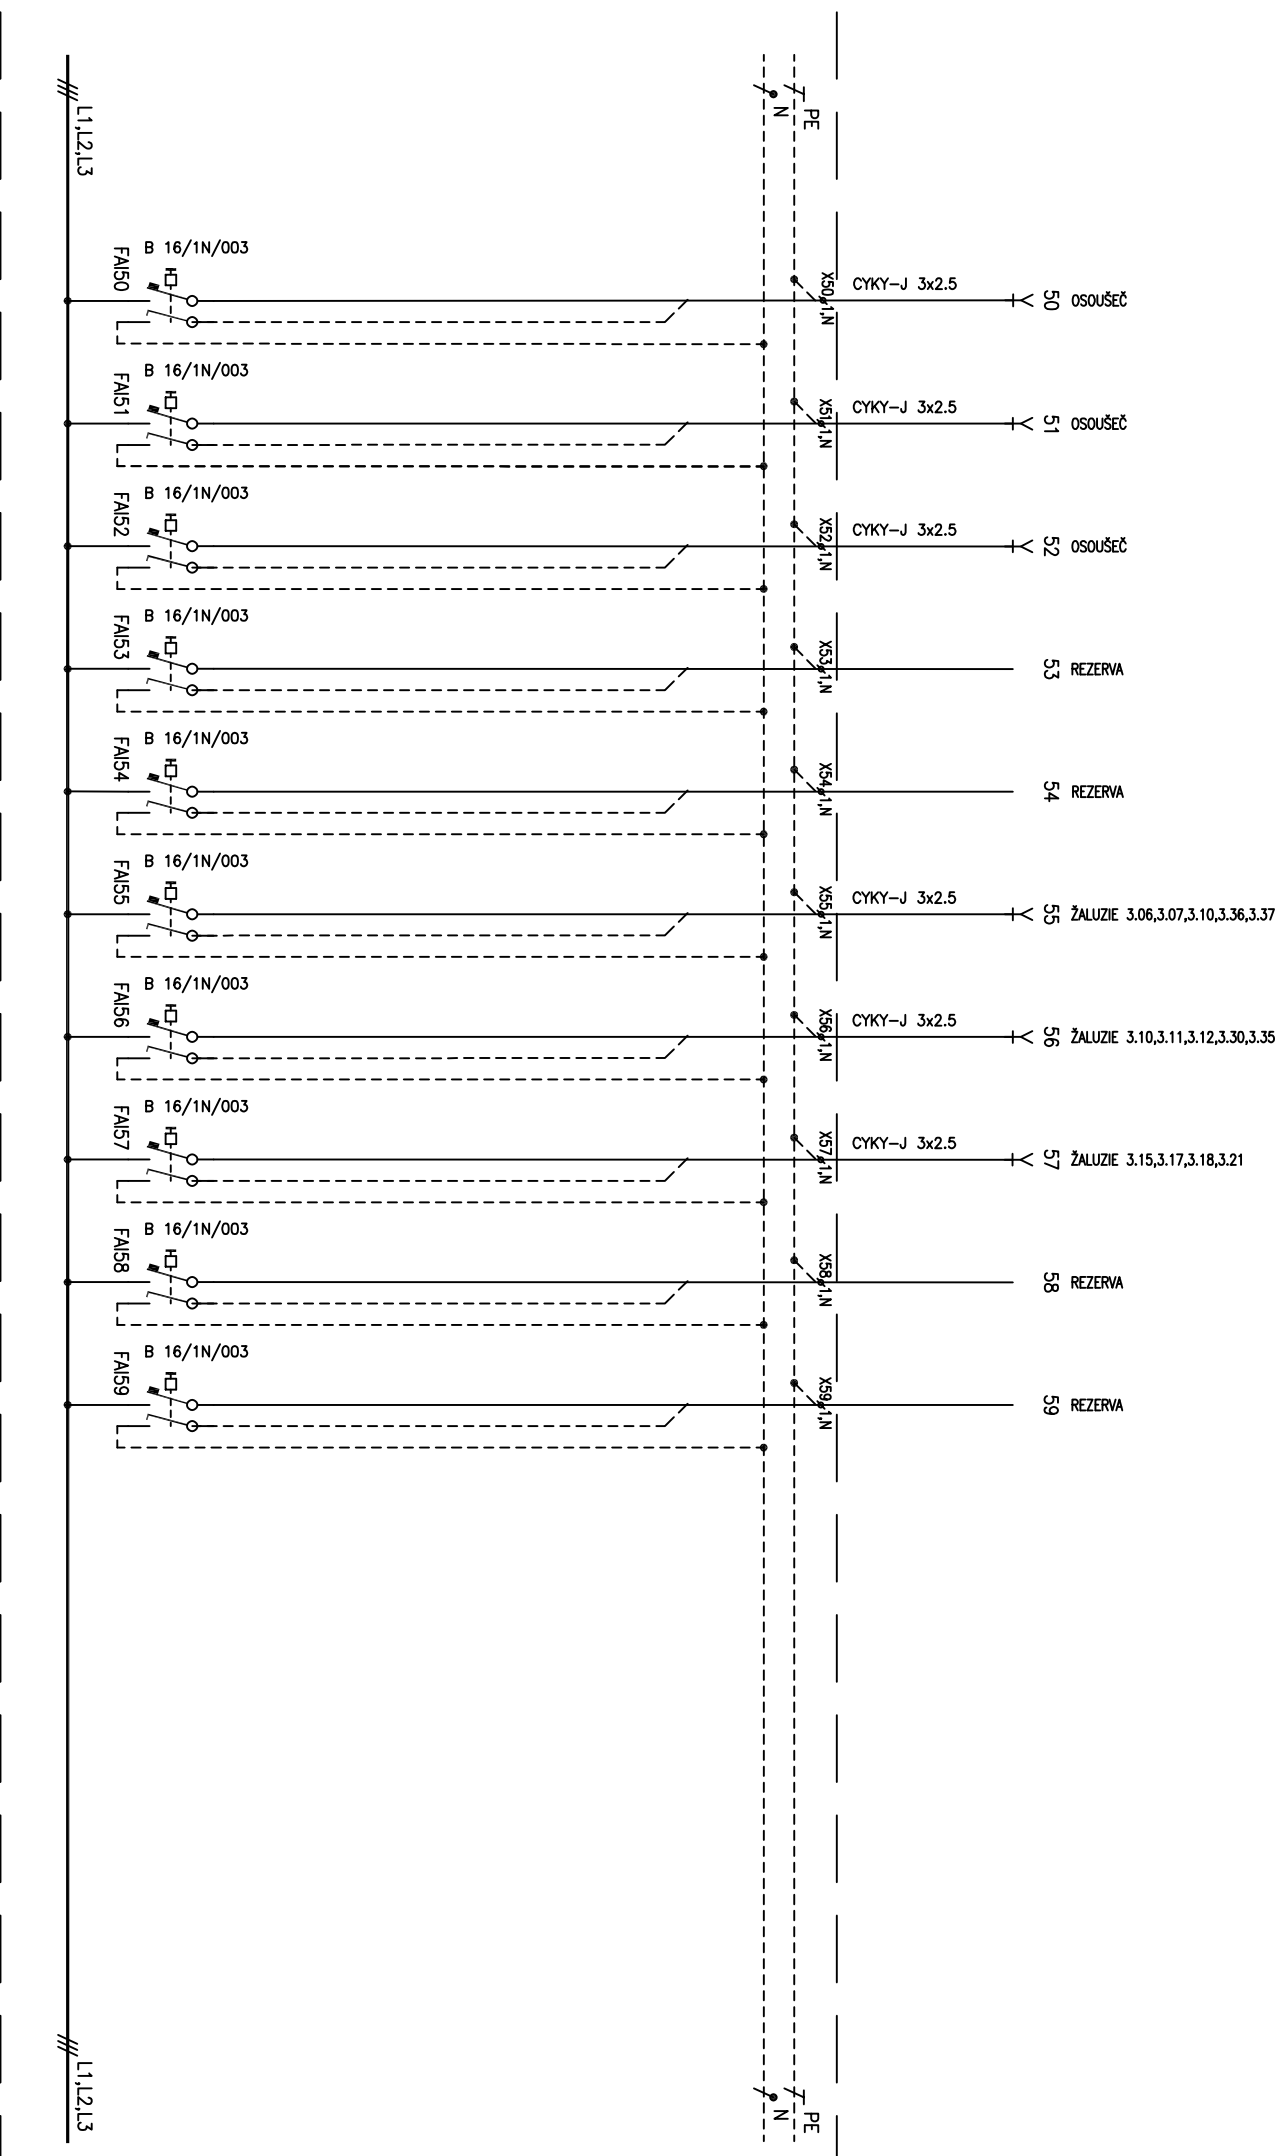 L1,L2,L3
N
PE
B 16/1N/003
FAI50
X50 1,N
CYKY-J 3x2.5
50 OSOUŠEČ
B 16/1N/003
FAI51
X51 1,N
CYKY-J 3x2.5
51 OSOUŠEČ
B 16/1N/003
FAI52
X52 1,N
CYKY-J 3x2.5
52 OSOUŠEČ
B 16/1N/003
FAI53
X53 1,N
53 REZERVA
B 16/1N/003
FAI54
X54 1,N
54 REZERVA
B 16/1N/003
FAI55
X55 1,N
CYKY-J 3x2.5
55 ŽALUZIE 3.06,3.07,3.10,3.36,3.37
B 16/1N/003
FAI56
X56 1,N
CYKY-J 3x2.5
56 ŽALUZIE 3.10,3.11,3.12,3.30,3.35
B 16/1N/003
FAI57
X57 1,N
CYKY-J 3x2.5
57 ŽALUZIE 3.15,3.17,3.18,3.21
B 16/1N/003
FAI58
X58 1,N
58 REZERVA
B 16/1N/003
FAI59
X59 1,N
59 REZERVA
L1,L2,L3
N
PE